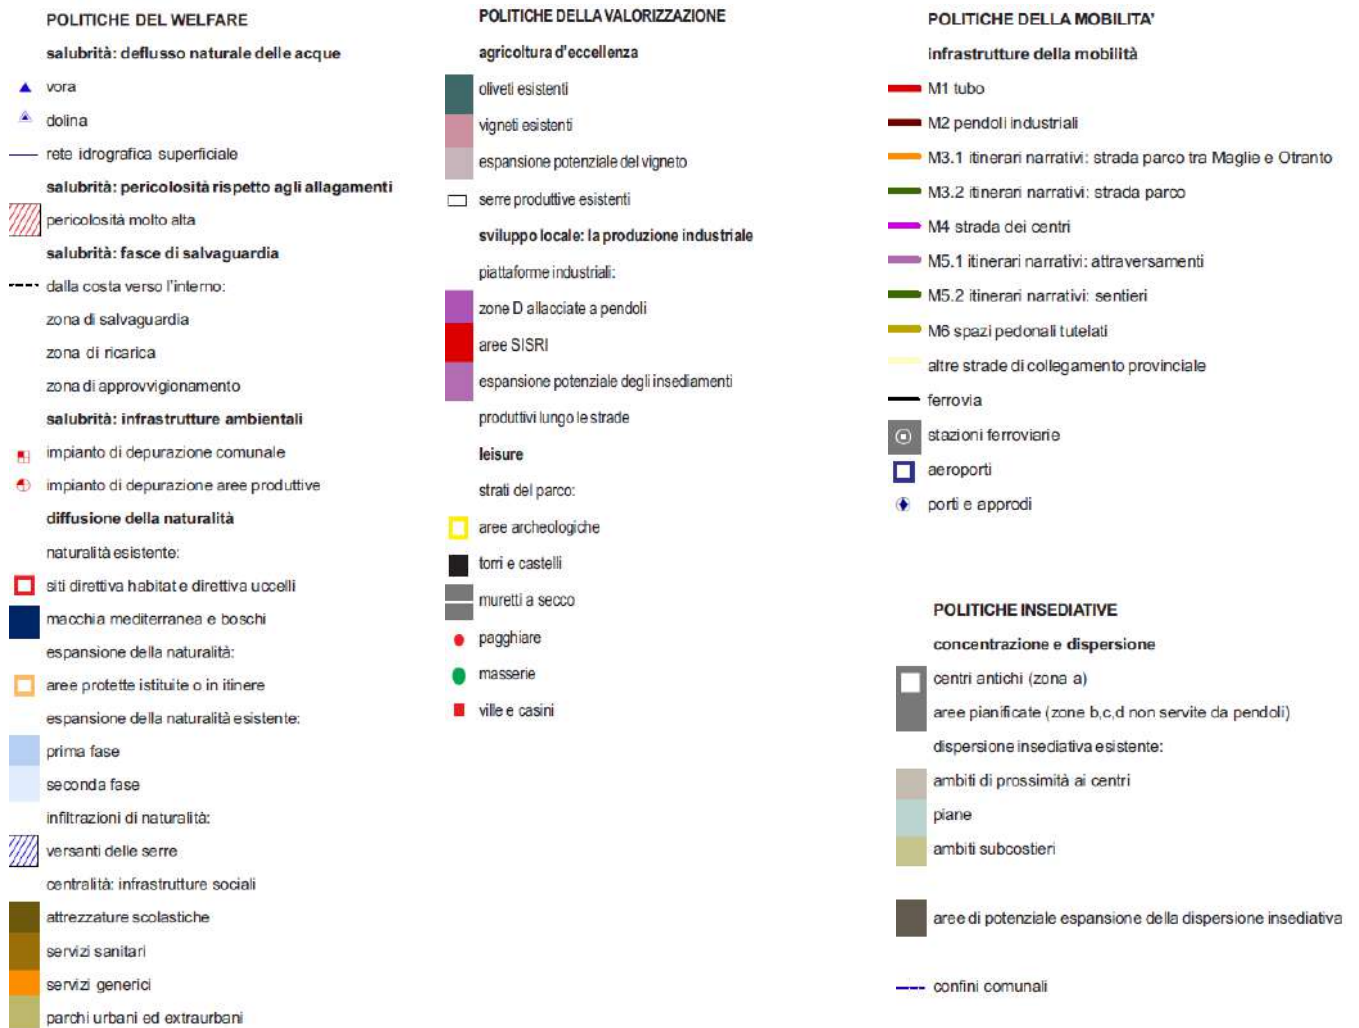 POLITICHE DEL WELFARE
salubrità: deflusso naturale delle acque
vora
dolina
rete idrografica superficiale
salubrità: pericolosità rispetto agli allagamenti
pericolosità molto alta
salubrità: fasce di salvaguardia
dalla costa verso l'interno:
zona di salvaguardia
zona di ricarica
zona di approvvigionamento
salubrità: infrastrutture ambientali
impianto di depurazione comunale
impianto di depurazione aree produttive
diffusione della naturalità
naturalità esistente:
siti direttiva habitat e direttiva uccelli
macchia mediterranea e boschi
espansione della naturalità:
aree protette istituite o in itinere
espansione della naturalità esistente:
prima fase
seconda fase
infiltrazioni di naturalità:
versanti delle serre
centralità: infrastrutture sociali
attrezzature scolastiche
servizi sanitari
servizi generici
parchi urbani ed extraurbani
POLITICHE DELLA VALORIZZAZIONE
agricoltura d'eccellenza
oliveti esistenti
vigneti esistenti
espansione potenziale del vigneto
serre produttive esistenti
sviluppo locale: la produzione industriale
piattaforme industriali:
zone D allacciate a pendoli
aree SISRI
espansione potenziale degli insediamenti
produttivi lungo le strade
leisure
strati del parco:
aree archeologiche
torri e castelli
muretti a secco
pagghiare
masserie
ville e casini
POLITICHE DELLA MOBILITA'
infrastrutture della mobilità
M1 tubo
M2 pendoli industriali
M3.1 itinerari narrativi: strada parco tra Maglie e Otranto
M3.2 itinerari narrativi: strada parco
M4 strada dei centri
M5.1 itinerari narrativi: attraversamenti
M5.2 itinerari narrativi: sentieri
M6 spazi pedonali tutelati
altre strade di collegamento provinciale
ferrovia
stazioni ferroviarie
aeroporti
porti e approdi
POLITICHE INSEDIATIVE
concentrazione e dispersione
centri antichi (zona a)
aree pianificate (zone b,c,d non servite da pendoli)
dispersione insediativa esistente:
ambiti di prossimità ai centri
piane
ambiti subcostieri
aree di potenziale espansione della dispersione insediativa
confini comunali